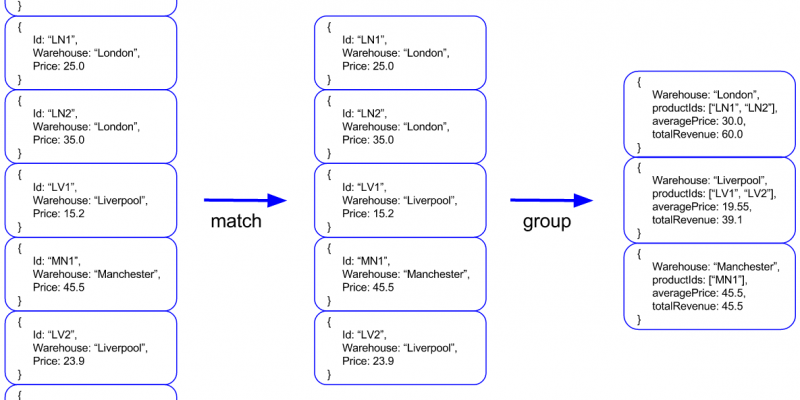 }
{
Id: “LN1”,
Warehouse: “London”,
Price: 25.0
}
{
Id: “LN2”,
Warehouse: “London”,
Price: 35.0
}
{
Id: “LV1”,
Warehouse: “Liverpool”,
Price: 15.2
}
{
Id: “MN1”,
Warehouse: “Manchester”,
Price: 45.5
}
{
Id: “LV2”,
Warehouse: “Liverpool”,
Price: 23.9
}
{
match
{
Id: “LN1”,
Warehouse: “London”,
Price: 25.0
}
{
Id: “LN2”,
Warehouse: “London”,
Price: 35.0
}
{
Id: “LV1”,
Warehouse: “Liverpool”,
Price: 15.2
}
{
Id: “MN1”,
Warehouse: “Manchester”,
Price: 45.5
}
{
Id: “LV2”,
Warehouse: “Liverpool”,
Price: 23.9
}
group
{
Warehouse: “London”,
productIds: [“LN1”, “LN2”],
averagePrice: 30.0,
totalRevenue: 60.0
}
{
Warehouse: “Liverpool”,
productIds: [“LV1”, “LV2”],
averagePrice: 19.55,
totalRevenue: 39.1
}
{
Warehouse: “Manchester”,
productIds: [“MN1”],
averagePrice: 45.5,
totalRevenue: 45.5
}